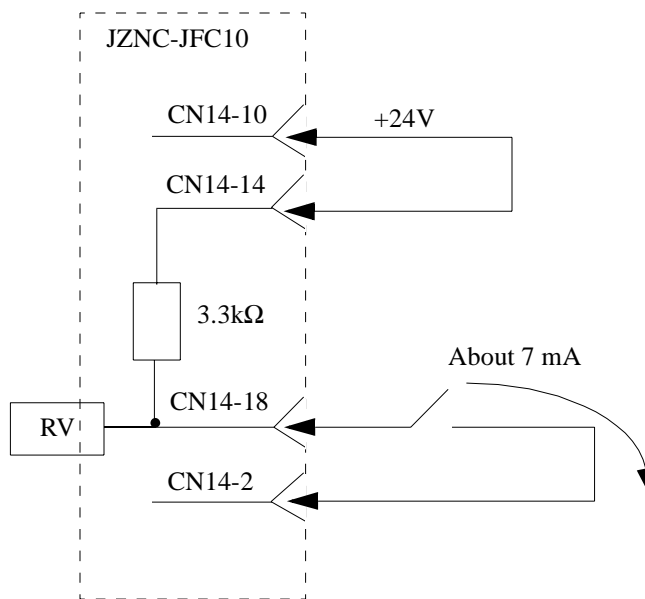 JZNC-JFC10
CN14-10
+24V
CN14-14
3.3kΩ
About 7 mA
CN14-18
RV
CN14-2